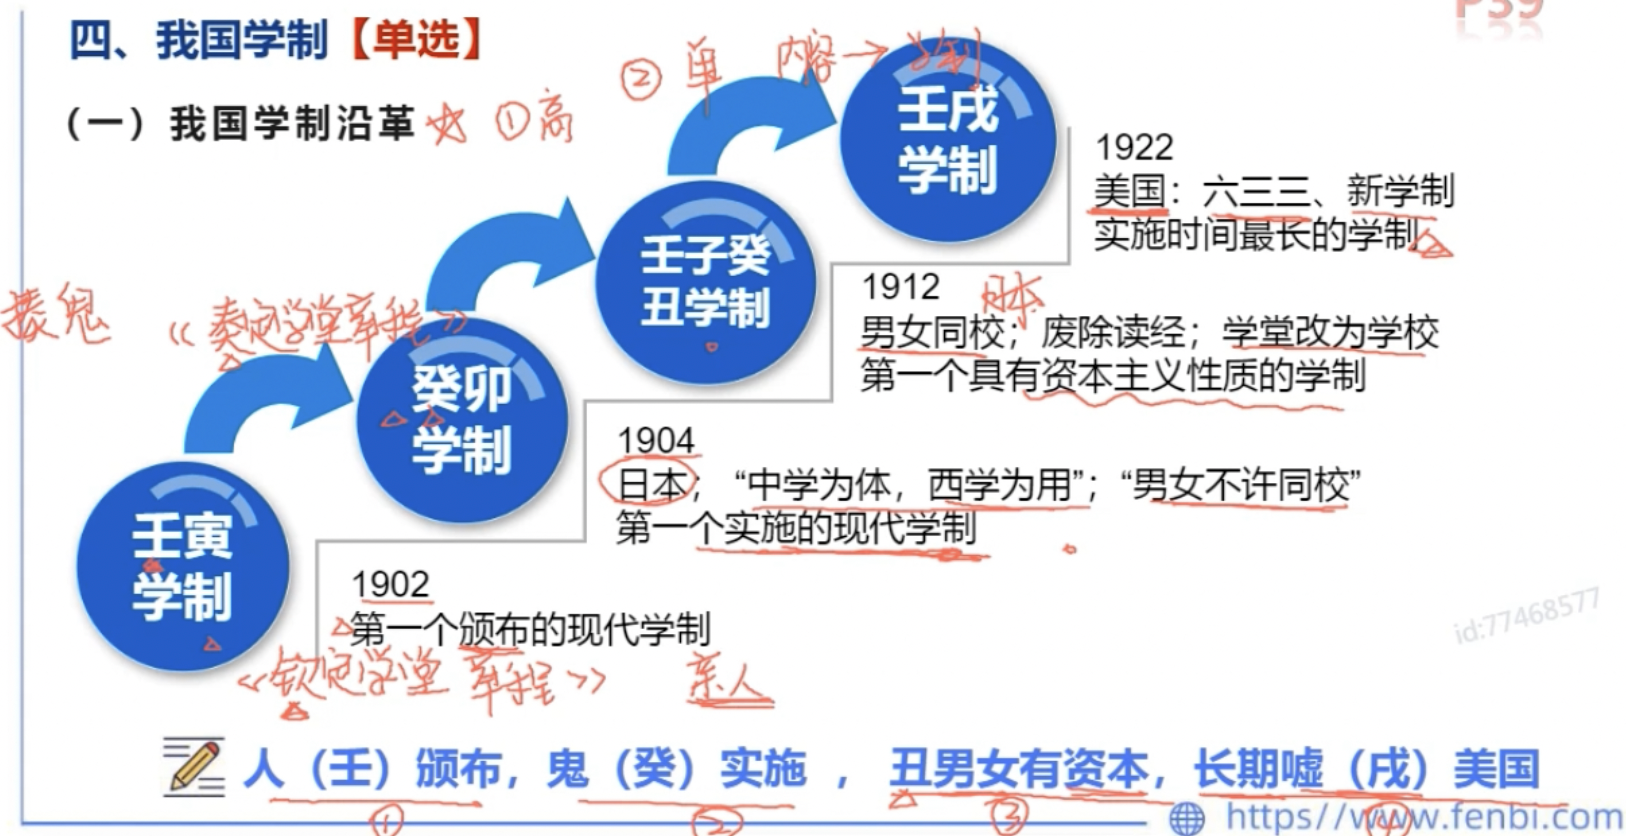 P39
四、我国学制【单选】
（一）我国学制沿革 ①高
②单 内容→学制
壬戌
学制
1922
美国：六三三、新学制
实施时间最长的学制
壬子癸
丑学制
1912 日本
男女同校；废除读经；学堂改为学校
第一个具有资本主义性质的学制
揍鬼 《奏定学堂章程》
癸卯
学制
1904
日本；“中学为体，西学为用”；“男女不许同校”
第一个实施的现代学制
壬寅
学制
1902
第一个颁布的现代学制
《钦定学堂章程》 亲人
id:77468577
人（壬）颁布，鬼（癸）实施 ，丑男女有资本，长期嘘（戌）美国
① ② ③ ④
https//www.fenbi.com